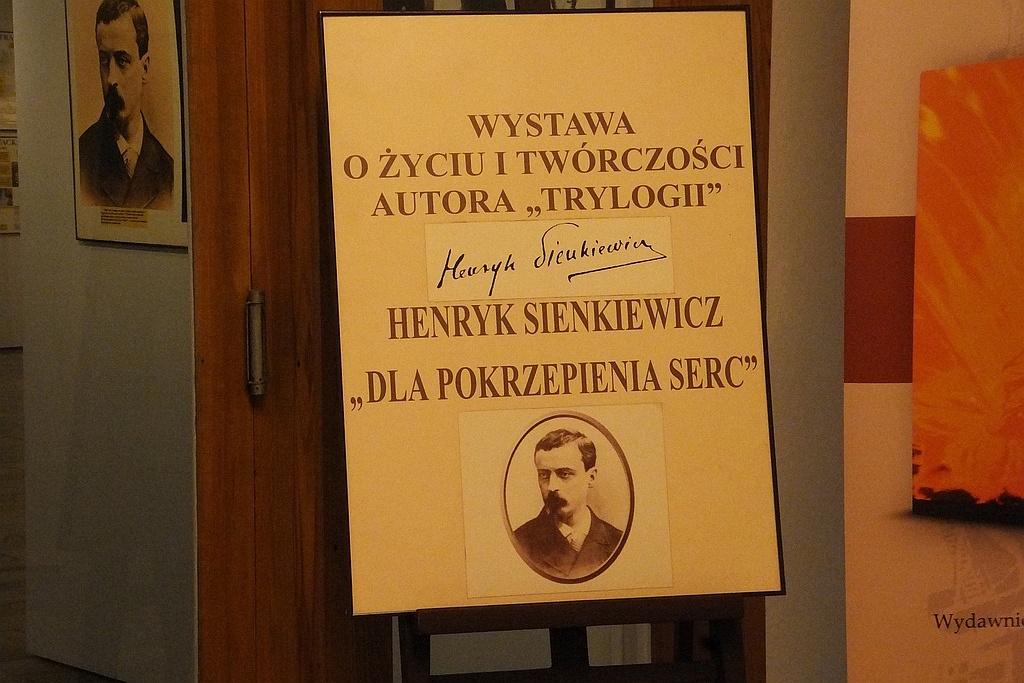 WYSTAWA
O ŻYCIU I TWÓRCZOŚCI
AUTORA „TRYLOGII”
Henryk Sienkiewicz
HENRYK SIENKIEWICZ
„DLA POKRZEPIENIA SERC”
Wydawni